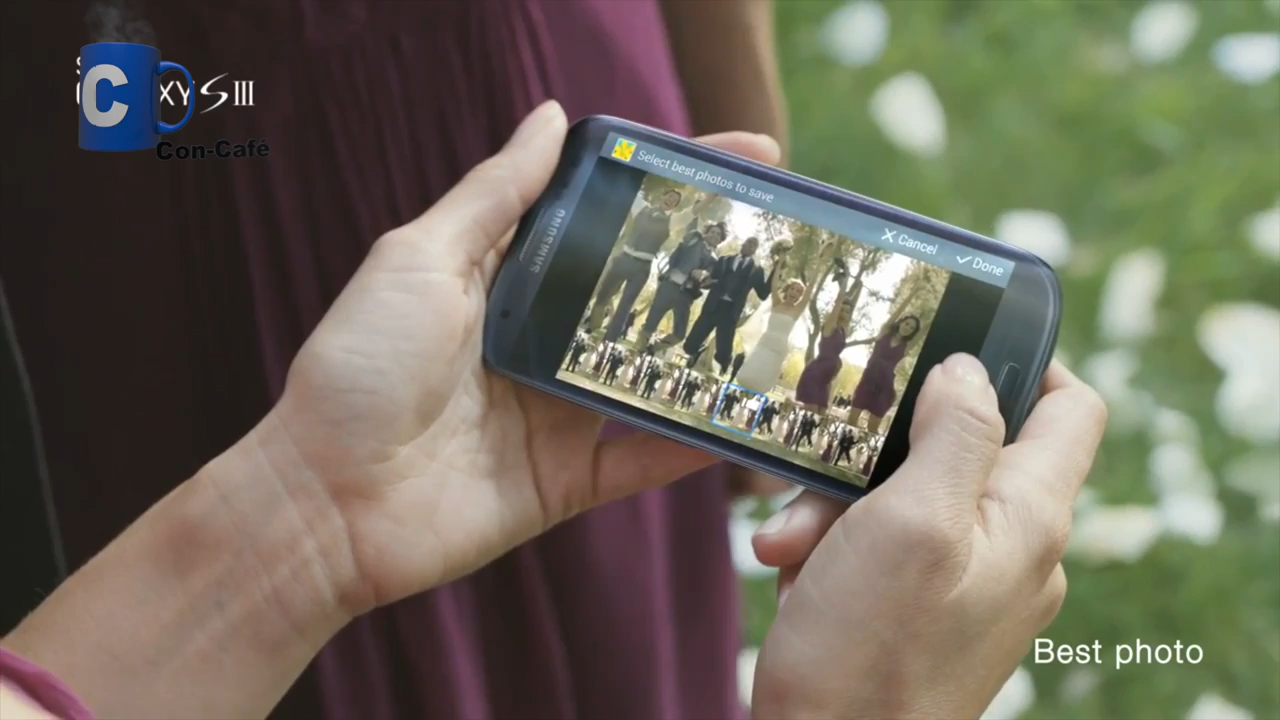 C
XY S III
Con-Café
SAMSUNG
Select best photos to save
Cancel
Done
Best photo